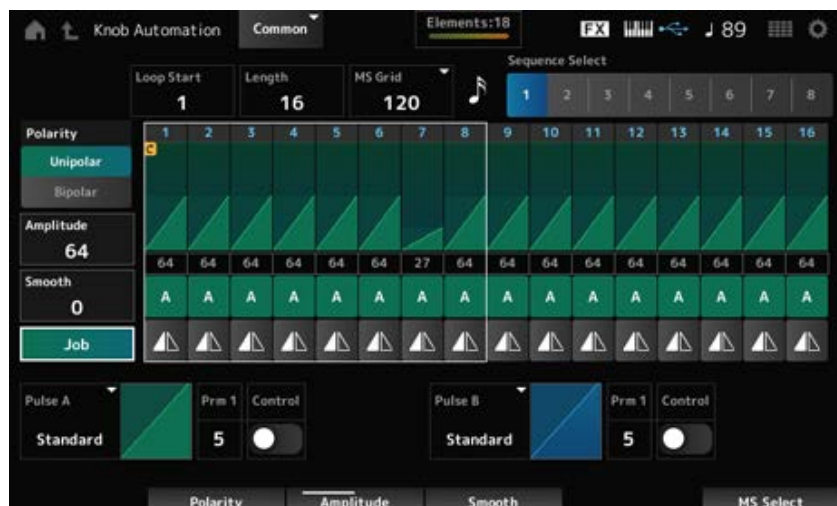 Knob Automation Common Elements:18 FX 89
Sequence Select
Loop Start Length MS Grid
1 16 120 1 2 3 4 5 6 7 8
Polarity 1 2 3 4 5 6 7 8 9 10 11 12 13 14 15 16
C
Unipolar
Bipolar
Amplitude
64
64 64 64 64 64 64 27 64 64 64 64 64 64 64 64 64
Smooth
0
A A A A A A A A A A A A A A A A
Job
Pulse A Prm 1 Control Pulse B Prm 1 Control
Standard 5 Standard 5
Polarity Amplitude Smooth MS Select